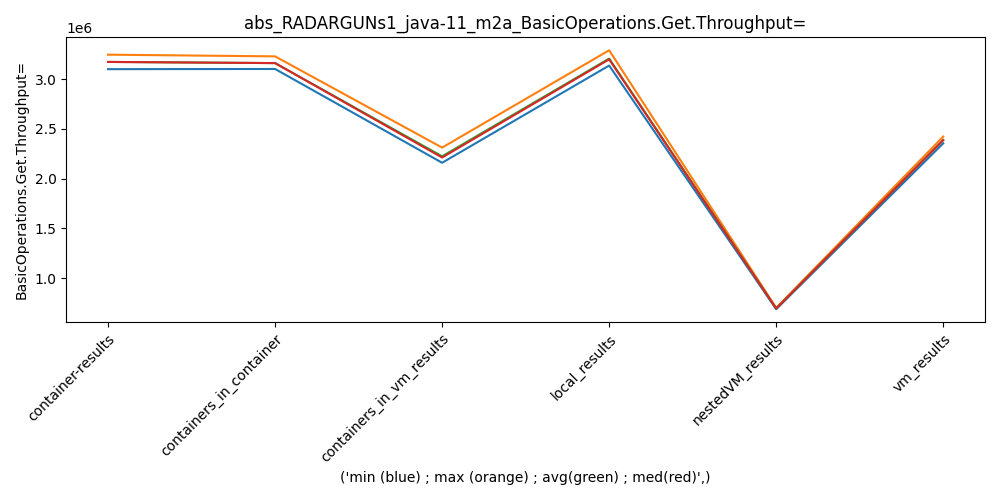 abs_RADARGUNs1_java-11_m2a_BasicOperations.Get.Throughput=
1e6
BasicOperations.Get.Throughput=
3.0
2.5
2.0
1.5
1.0
container-results
containers_in_container
containers_in_vm_results
local_results
nestedVM_results
vm_results
('min (blue) ; max (orange) ; avg(green) ; med(red)',)